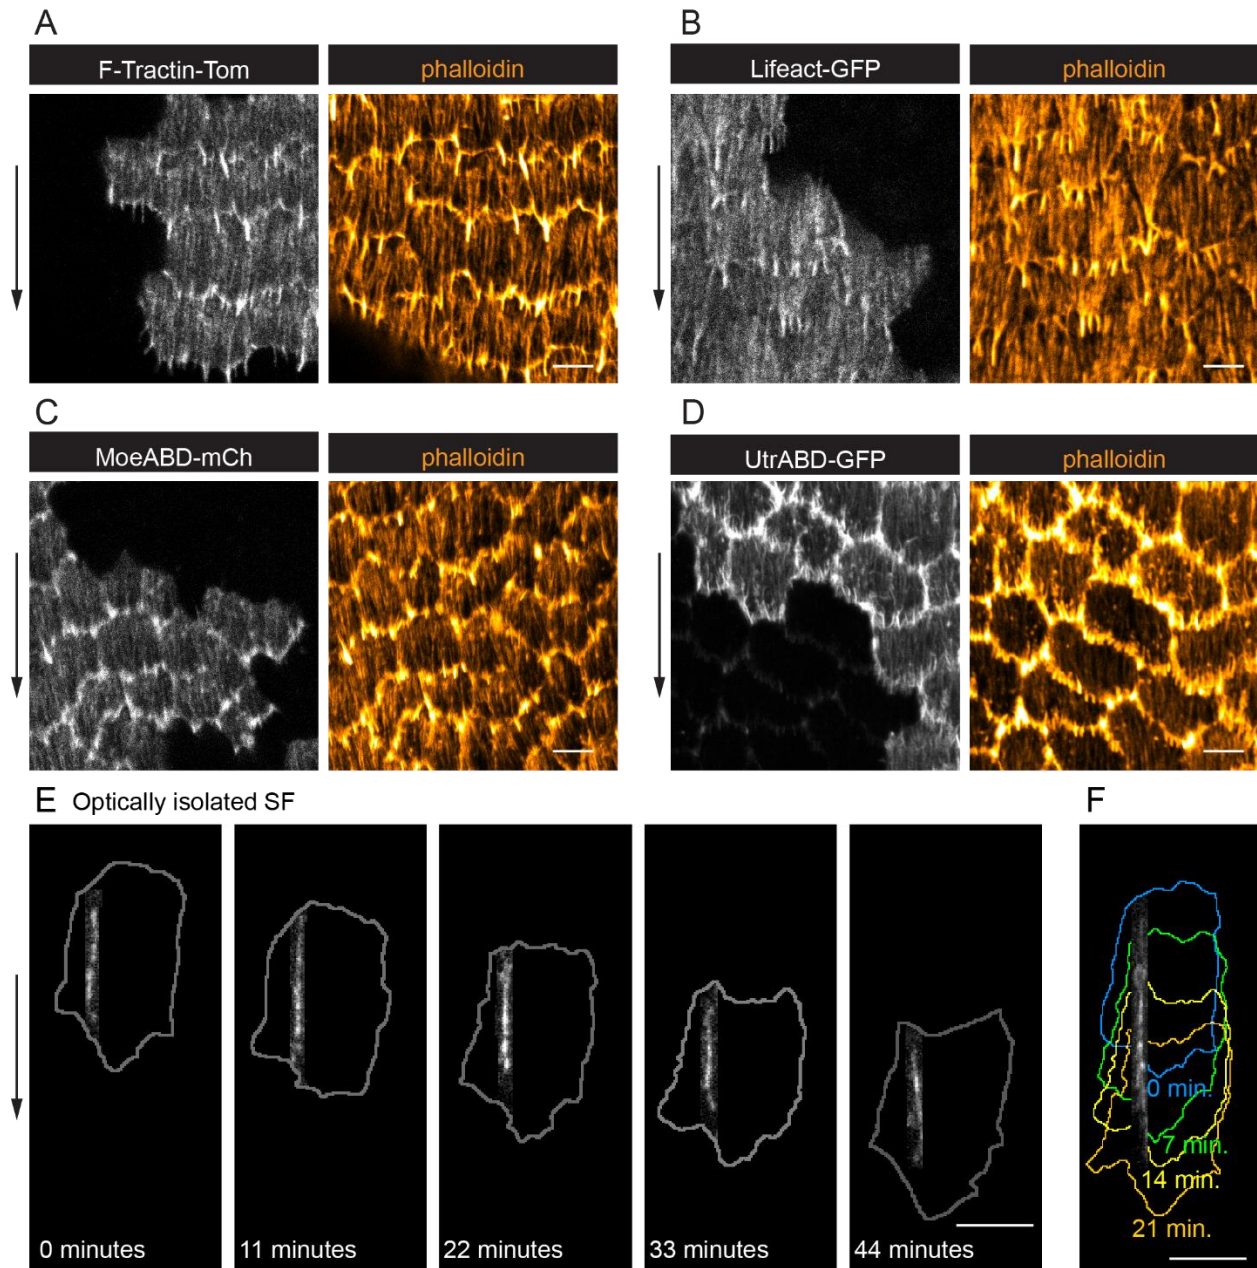 A
B
F-Tractin-Tom
phalloidin
Lifeact-GFP
phalloidin
C
D
MoeABD-mCh
phalloidin
UtrABD-GFP
phalloidin
E Optically isolated SF
F
0 minutes
11 minutes
22 minutes
33 minutes
44 minutes
0 min.
7 min.
14 min.
21 min.